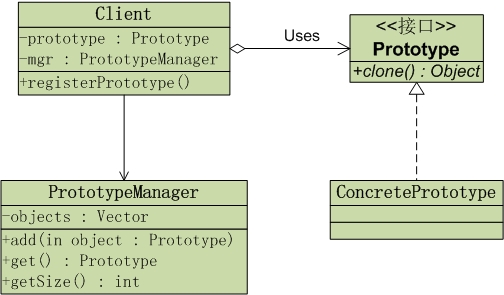 Client
-prototype : Prototype
-mgr : PrototypeManager
+registerPrototype()
Uses
<<接口>>
Prototype
+clone() : Object
PrototypeManager
-objects : Vector
+add(in object : Prototype)
+get() : Prototype
+getSize() : int
ConcretePrototype